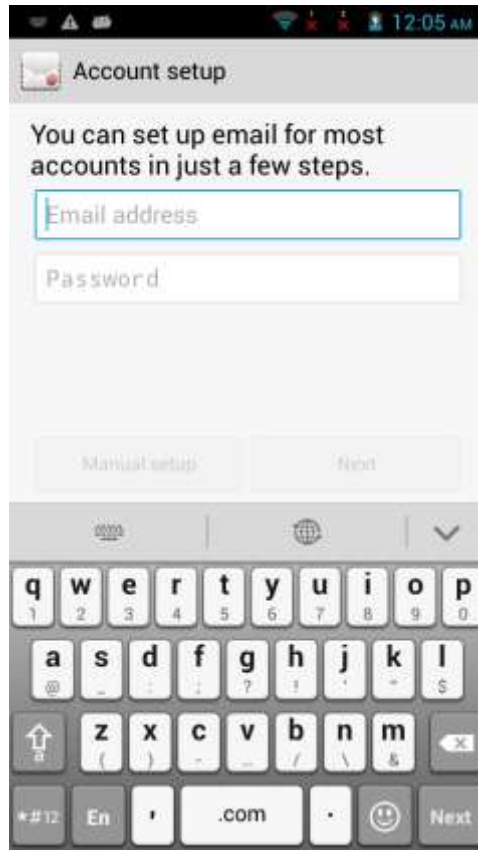 12:05 AM
Account setup
You can set up email for most
accounts in just a few steps.
Email address
Password
Manual setup Next
q w e r t y u i o p
1 2 3 4 5 6 7 8 9 0
a s d f g h j k l
@ _ : ; ? ! ' " $
z x c v b n m
( ) - … / \ &
a
*#12 En ' .com . Next